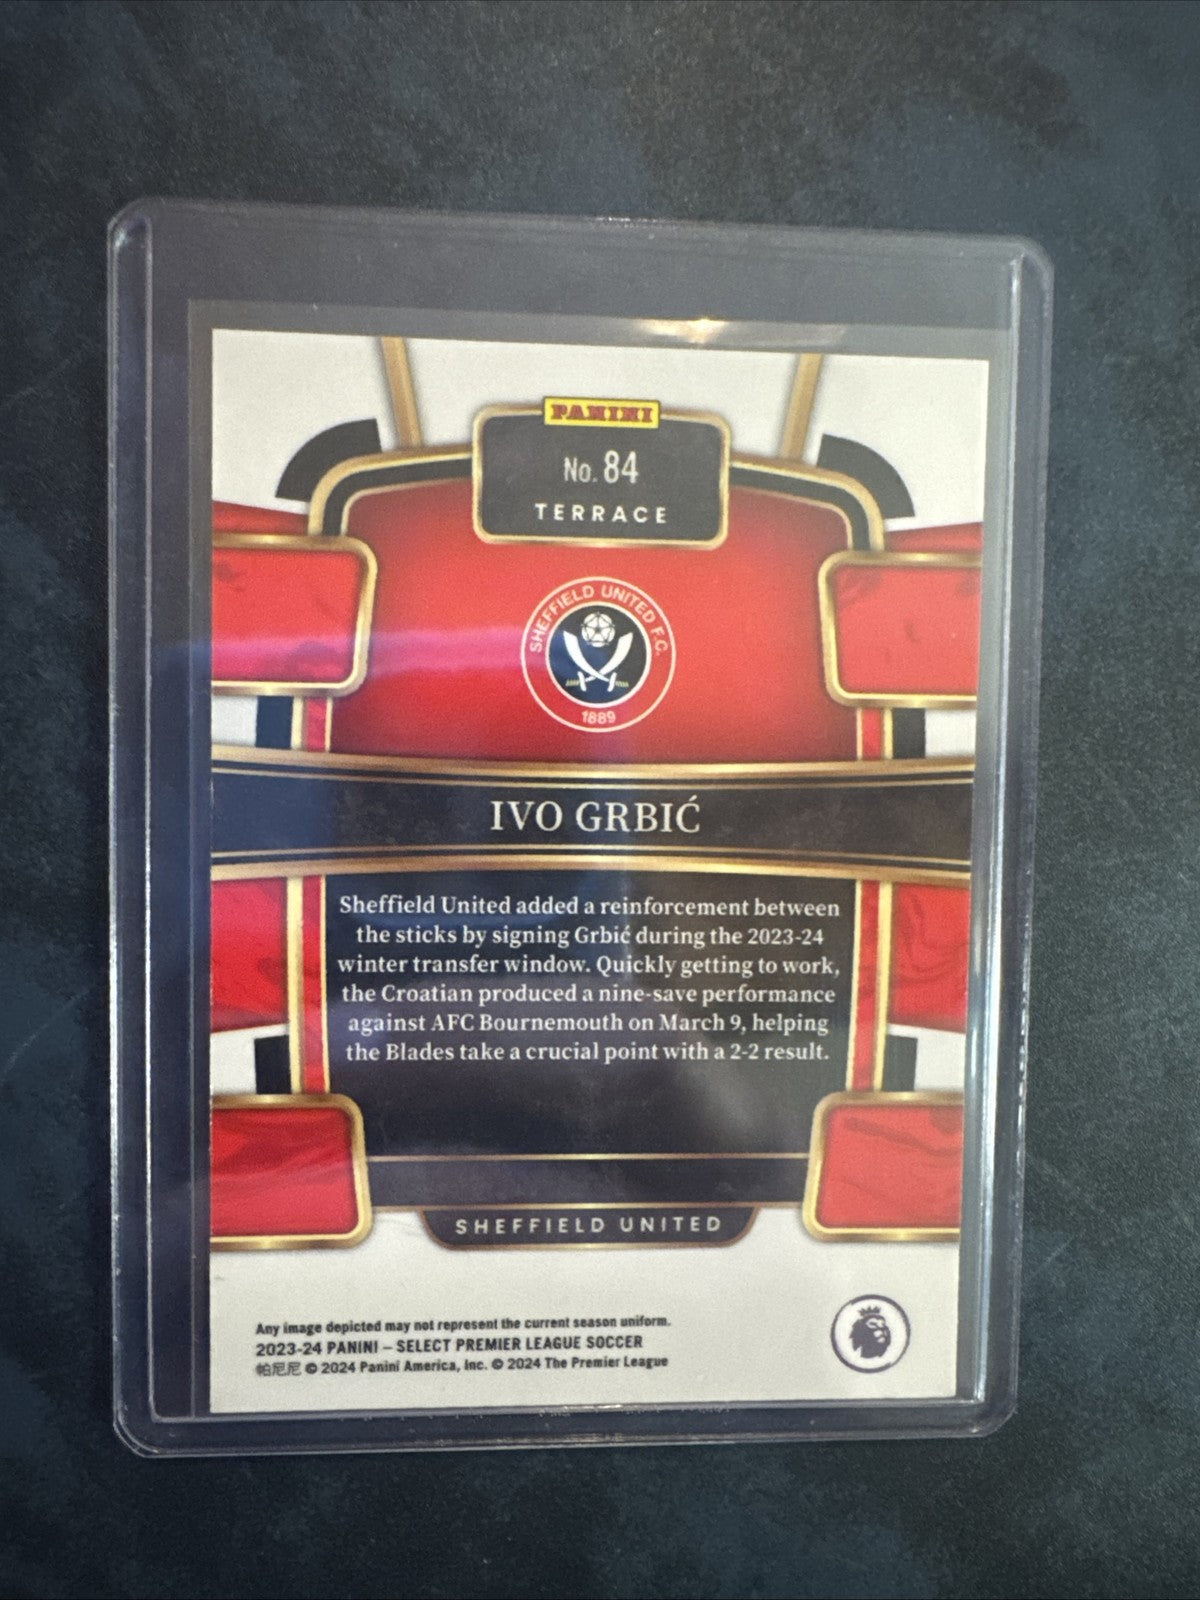 PANINI
No. 84
TERRACE
SHEFFIELD UNITED F.C.
1889
IVO GRBIĆ
Sheffield United added a reinforcement between
the sticks by signing Grbić during the 2023-24
winter transfer window. Quickly getting to work,
the Croatian produced a nine-save performance
against AFC Bournemouth on March 9, helping
the Blades take a crucial point with a 2-2 result.
SHEFFIELD UNITED
Any image depicted may not represent the current season uniform.
2023-24 PANINI – SELECT PREMIER LEAGUE SOCCER
帕尼尼 © 2024 Panini America, Inc. © 2024 The Premier League